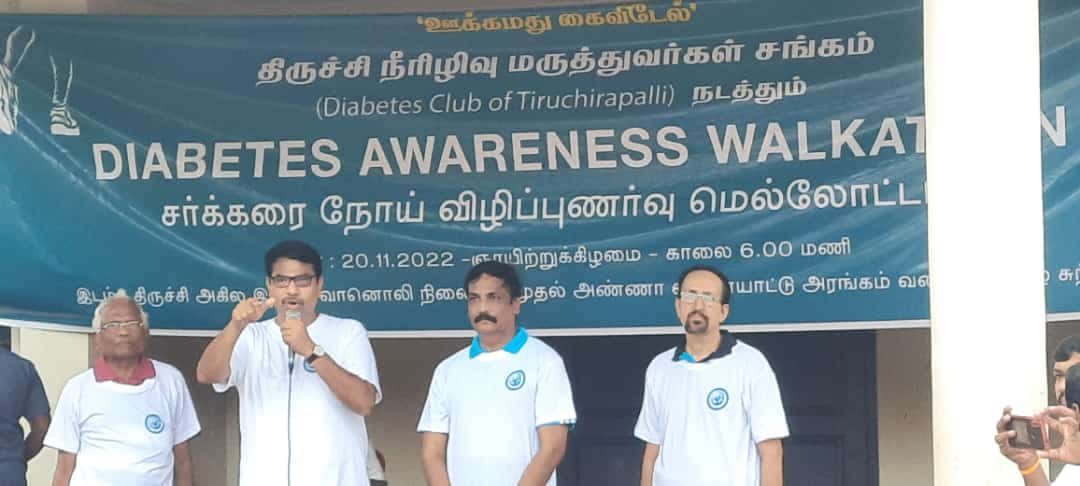 'ஊக்கமது கைவிடேல்'
திருச்சி நீரிழிவு மருத்துவர்கள் சங்கம்
(Diabetes Club of Tiruchirapalli) நடத்தும்
DIABETES AWARENESS WALKAT N
சர்க்கரை நோய் விழிப்புணர்வு மெல்லோட்ட
: 20.11.2022 -ஞாயிற்றுக்கிழமை - காலை 6.00 மணி
இடம் திருச்சி அகில வானொலி முதல் அண்ணா அரங்கம்